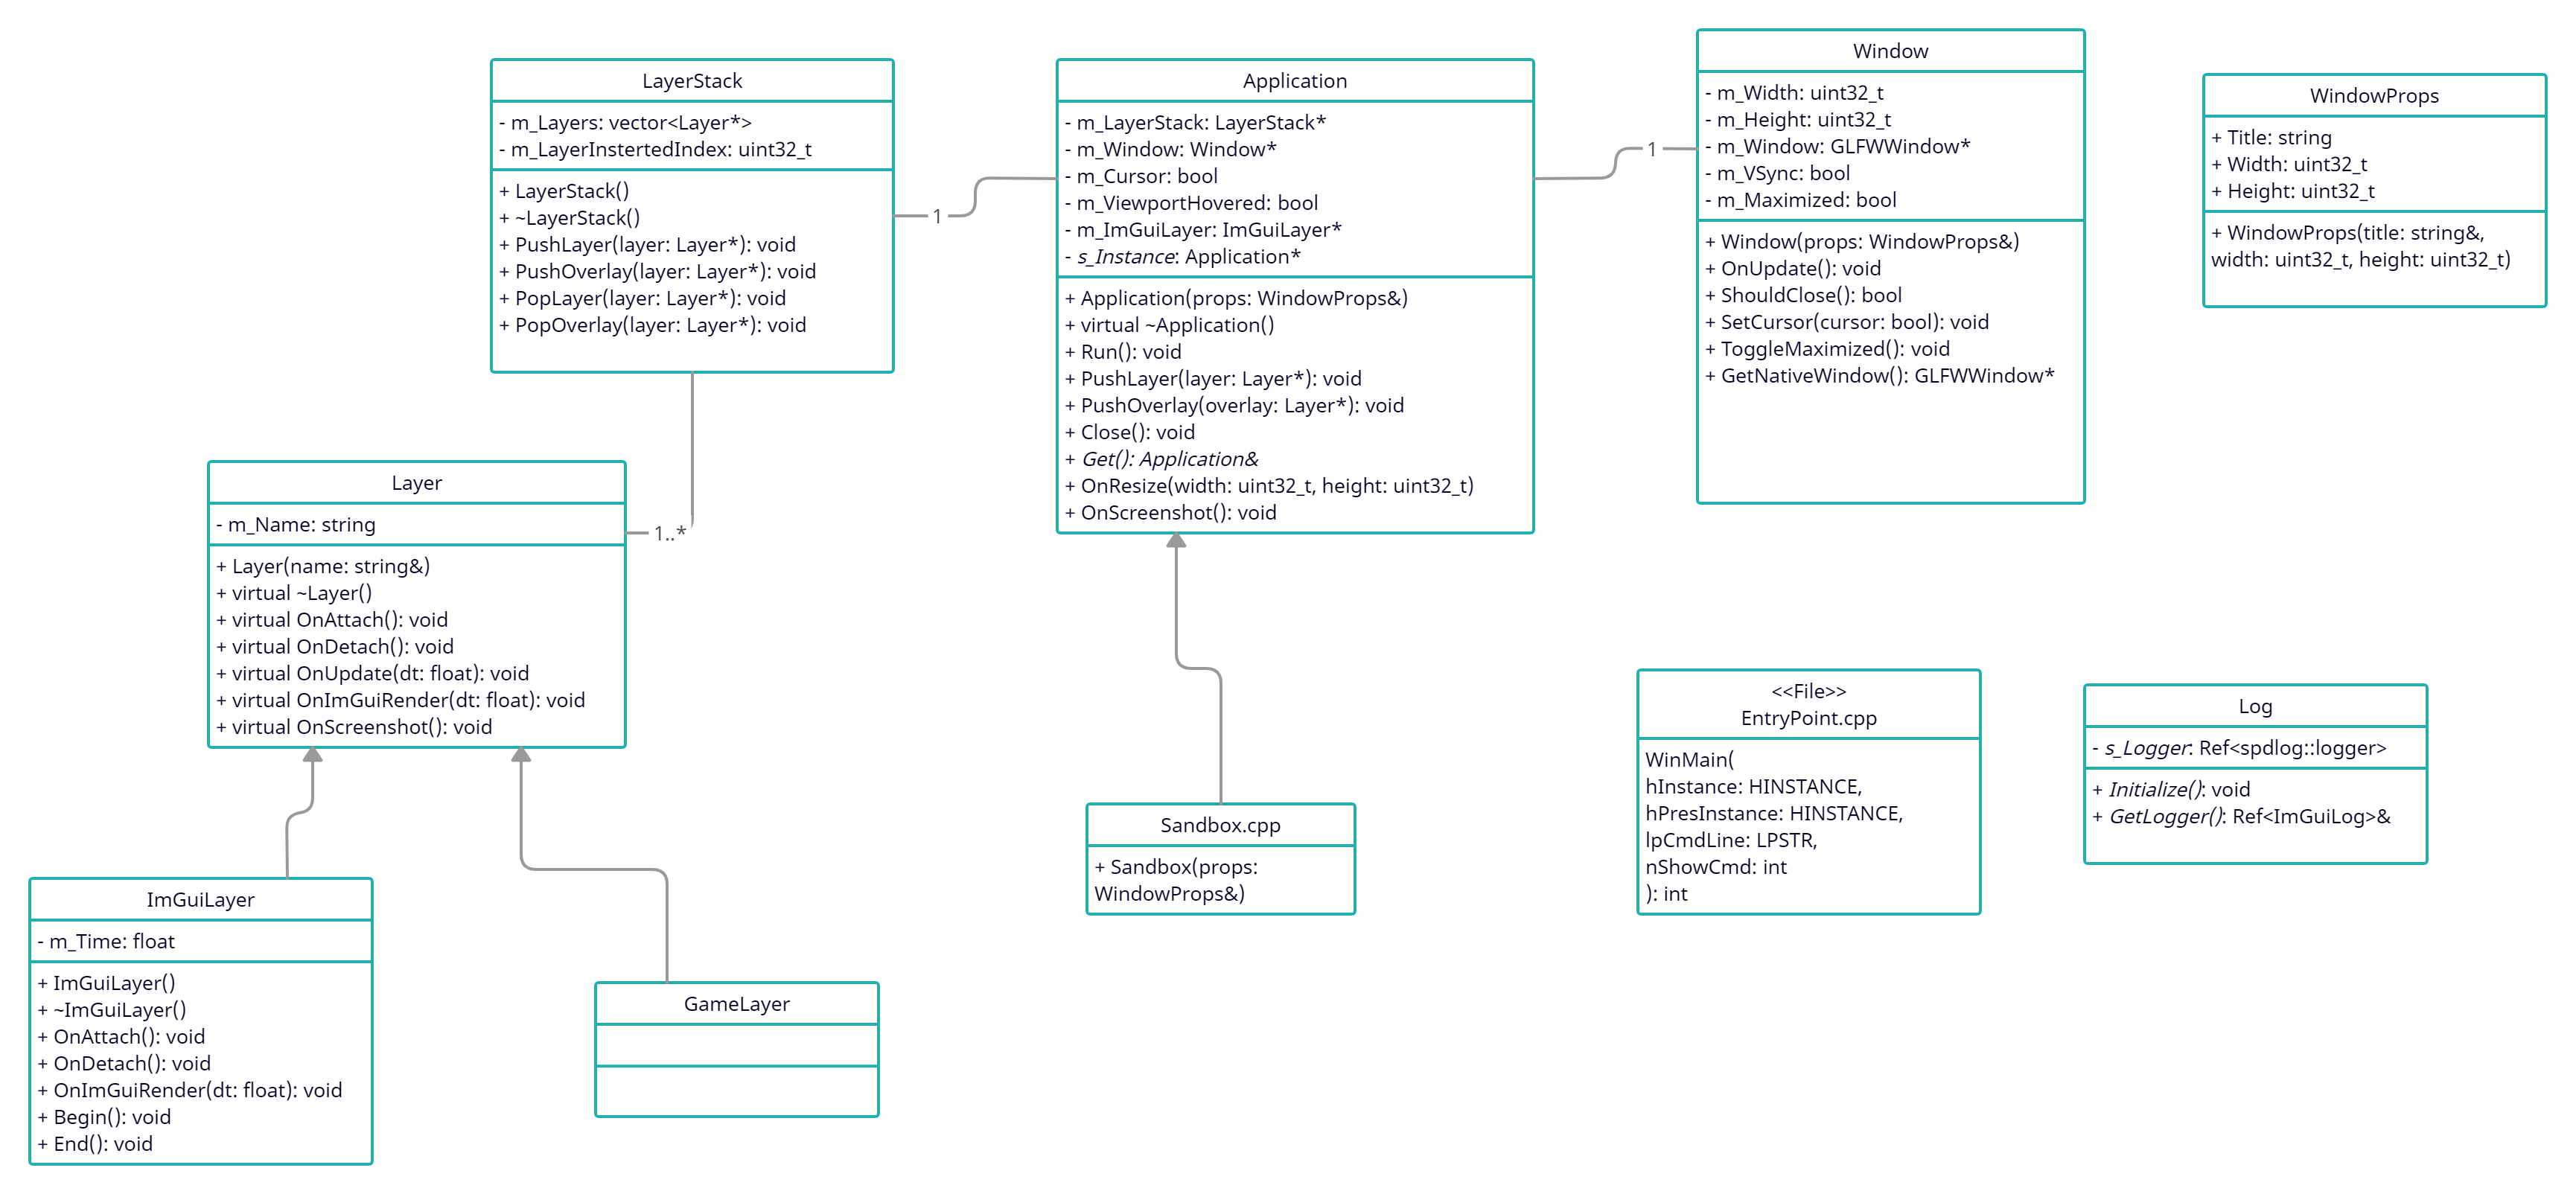 LayerStack
- m_Layers: vector<Layer*>
- m_LayerInstertedIndex: uint32_t
+ LayerStack()
+ ~LayerStack()
+ PushLayer(layer: Layer*): void
+ PushOverlay(layer: Layer*): void
+ PopLayer(layer: Layer*): void
+ PopOverlay(layer: Layer*): void
1
Application
- m_LayerStack: LayerStack*
- m_Window: Window*
- m_Cursor: bool
- m_ViewportHovered: bool
- m_ImGuiLayer: ImGuiLayer*
- s_Instance: Application*
+ Application(props: WindowProps&)
+ virtual ~Application()
+ Run(): void
+ PushLayer(layer: Layer*): void
+ PushOverlay(overlay: Layer*): void
+ Close(): void
+ Get(): Application&
+ OnResize(width: uint32_t, height: uint32_t)
+ OnScreenshot(): void
1
Window
- m_Width: uint32_t
- m_Height: uint32_t
- m_Window: GLFWWindow*
- m_VSync: bool
- m_Maximized: bool
+ Window(props: WindowProps&)
+ OnUpdate(): void
+ ShouldClose(): bool
+ SetCursor(cursor: bool): void
+ ToggleMaximized(): void
+ GetNativeWindow(): GLFWWindow*
WindowProps
+ Title: string
+ Width: uint32_t
+ Height: uint32_t
+ WindowProps(title: string&,
width: uint32_t, height: uint32_t)
Layer
- m_Name: string
+ Layer(name: string&)
+ virtual ~Layer()
+ virtual OnAttach(): void
+ virtual OnDetach(): void
+ virtual OnUpdate(dt: float): void
+ virtual OnImGuiRender(dt: float): void
+ virtual OnScreenshot(): void
1..*
<<File>>
EntryPoint.cpp
WinMain(
hInstance: HINSTANCE,
hPresInstance: HINSTANCE,
lpCmdLine: LPSTR,
nShowCmd: int
): int
Log
- s_Logger: Ref<spdlog::logger>
+ Initialize(): void
+ GetLogger(): Ref<ImGuiLog>&
Sandbox.cpp
+ Sandbox(props:
WindowProps&)
ImGuiLayer
- m_Time: float
+ ImGuiLayer()
+ ~ImGuiLayer()
+ OnAttach(): void
+ OnDetach(): void
+ OnImGuiRender(dt: float): void
+ Begin(): void
+ End(): void
GameLayer